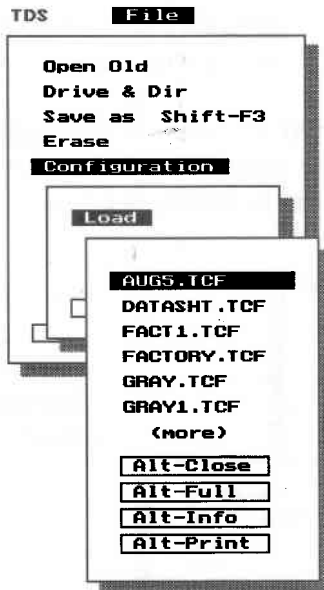 TDS File
Open Old
Drive & Dir
Save as Shift-F3
Erase
Configuration
Load
AUG5.TCF
DATASHT.TCF
FACT1.TCF
FACTORY.TCF
GRAY.TCF
GRAY1.TCF
(more)
Alt-Close
Alt-Full
Alt-Info
Alt-Print